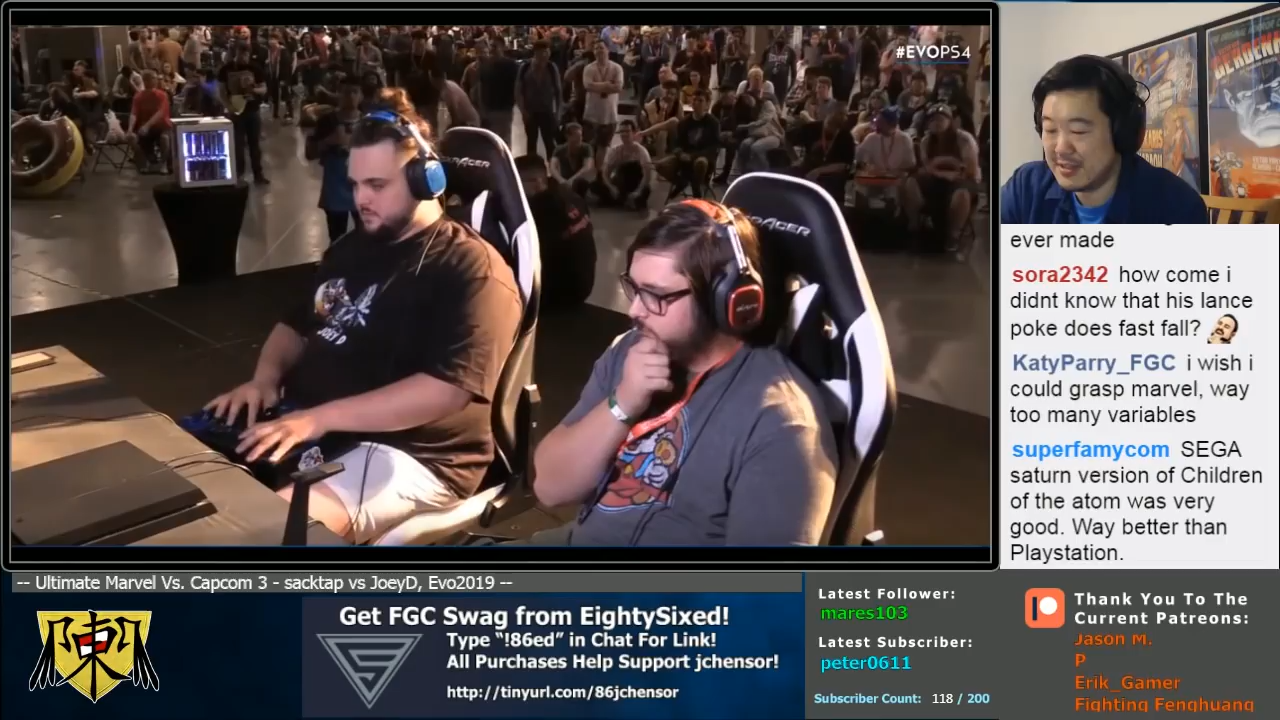 #EVOPS4
RACER
RACER
ever made
sora2342 how come i
didnt know that his lance
poke does fast fall?
KatyParry_FGC i wish i
could grasp marvel, way
too many variables
superfamycom SEGA
saturn version of Children
of the atom was very
good. Way better than
Playstation.
-- Ultimate Marvel Vs. Capcom 3 - sacktap vs JoeyD, Evo2019 --
Get FGC Swag from EightySixed!
Type “!86ed” in Chat For Link!
All Purchases Help Support jchensor!
http://tinyurl.com/86jchensor
Latest Follower:
mares103
Latest Subscriber:
peter0611
Subscriber Count: 118 / 200
Thank You To The
Current Patreons:
Jason M.
P
Erik_Gamer
Fighting Fenghuang